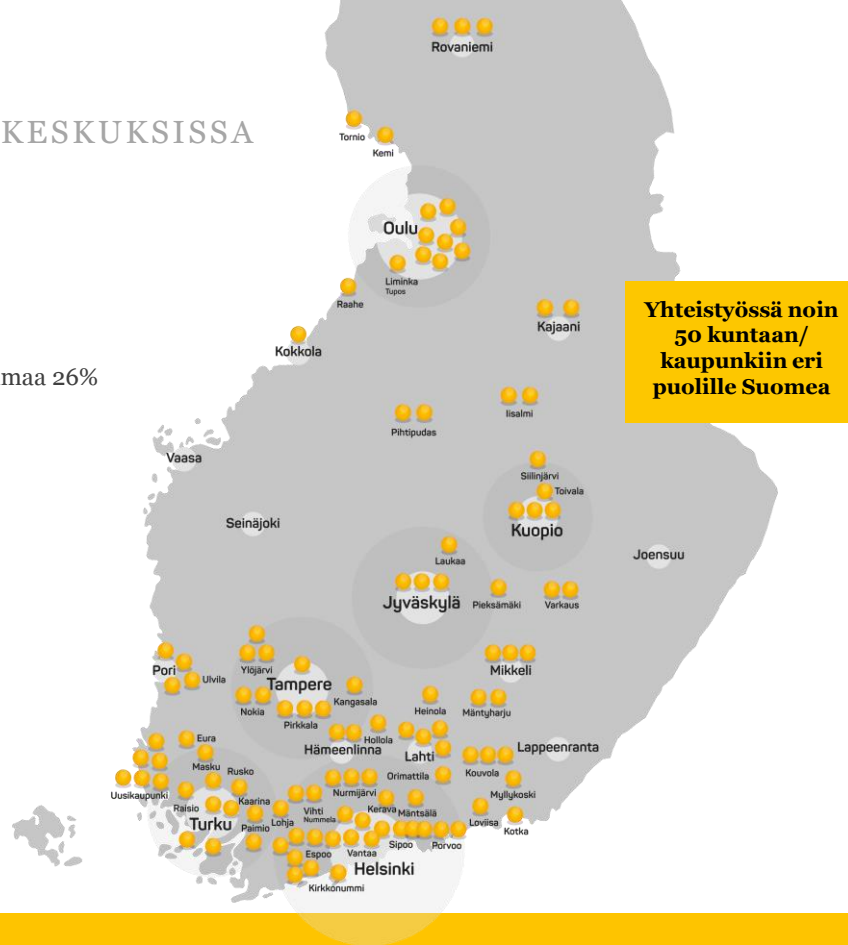 Rovaniemi
KESKUKSISSA
Tornio
Kemi
Oulu
Liminka
Tupos
Raahe
Kajaani
Yhteistyössä noin
50 kuntaan/
kaupunkiin eri
puolille Suomea
Kokkola
maa 26%
Iisalmi
Pihtipudas
Vaasa
Siilinjärvi
Toivala
Seinäjoki
Kuopio
Joensuu
Laukaa
Jyväskylä
Pieksämäki
Varkaus
Ylöjärvi
Pori
Mikkeli
Ulvila
Tampere
Kangasala
Nokia
Pirkkala
Heinola
Mäntyharju
Eura
Hollola
Hämeenlinna
Lahti
Lappeenranta
Masku
Rusko
Orimattila
Kouvola
Uusikaupunki
Nurmijärvi
Myllykoski
Raisio
Kaarina
Kerava
Mäntsälä
Vihti
Nummela
Loviisa
Turku
Paimio
Lohja
Kotka
Sipoo
Porvoo
Espoo
Vantaa
Helsinki
Kirkkonummi